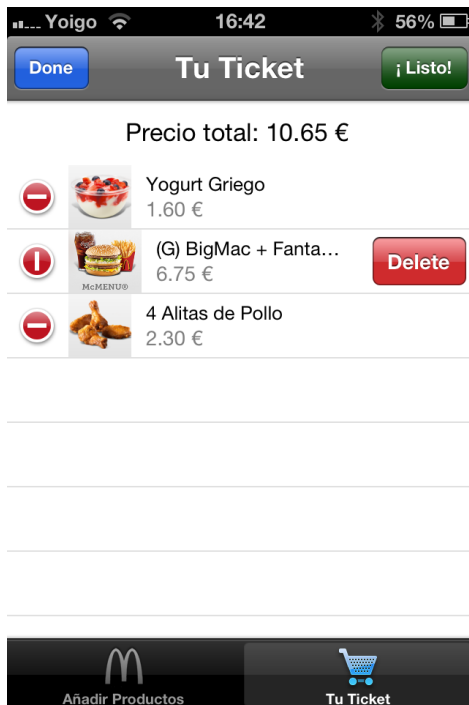 Yoigo 16:42 56%
Done Tu Ticket ¡ Listo!
Precio total: 10.65 €
Yogurt Griego
1.60 €
(G) BigMac + Fanta...
6.75 €
Delete
McMENU®
4 Alitas de Pollo
2.30 €
Añadir Productos Tu Ticket